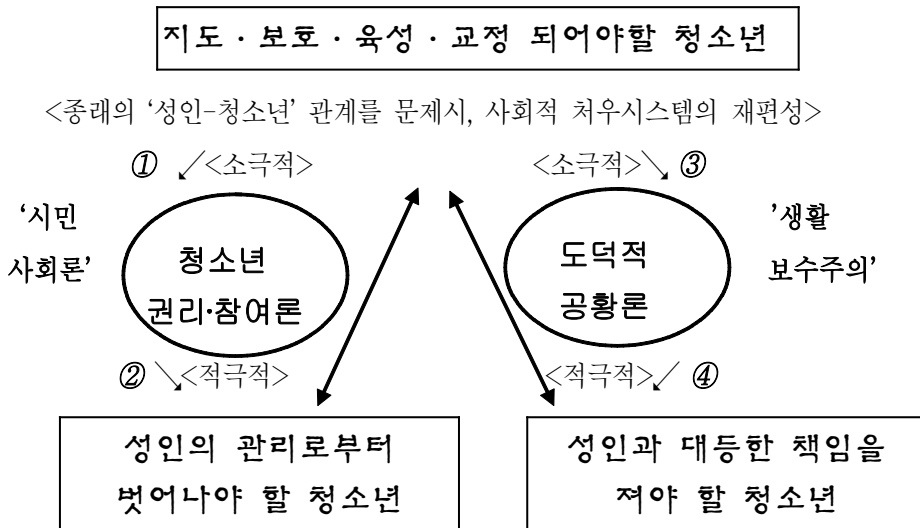 지도·보호·육성·교정 되어야할 청소년
<종래의 ‘성인-청소년’ 관계를 문제시, 사회적 처우시스템의 재편성>
① ↙<소극적>
<소극적>↘ ③
‘시민
사회론’
청소년
권리·참여론
도덕적
공황론
’생활
보수주의’
② ↘<적극적>
<적극적>↙ ④
성인의 관리로부터
벗어나야 할 청소년
성인과 대등한 책임을
져야 할 청소년